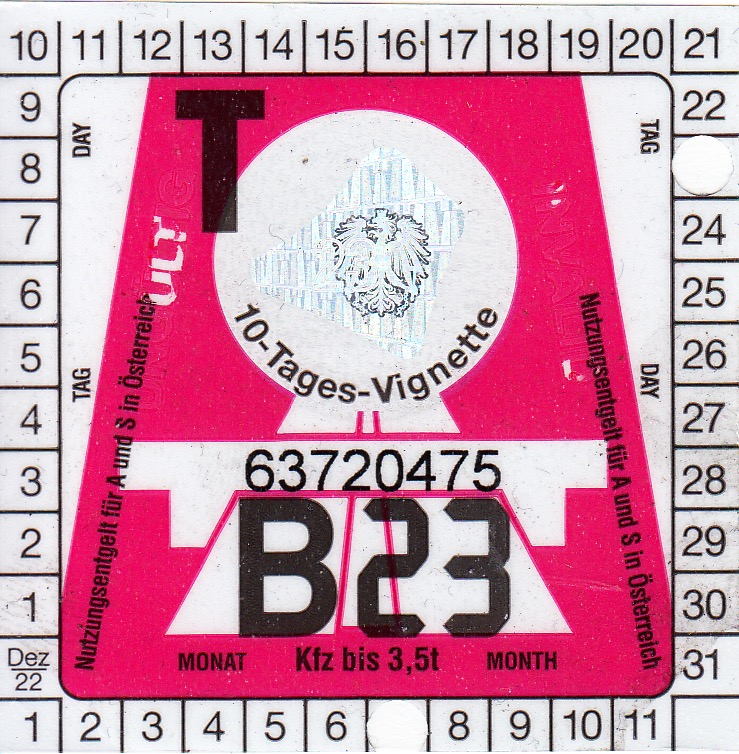 10 11 12 13 14 15 16 17 18 19 20 21
9 DAY T TAG 22
8
7 24
6 25
10-Tages-Vignette
5 TAG DAY 26
4 27
Nutzungsentgelt für A und S in Österreich
Nutzungsentgelt für A und S in Österreich
UNGÜLTIG
INVALID
3 63720475 28
2 B23 29
1 30
Dez
22 MONAT Kfz bis 3,5t MONTH 31
1 2 3 4 5 6 8 9 10 11